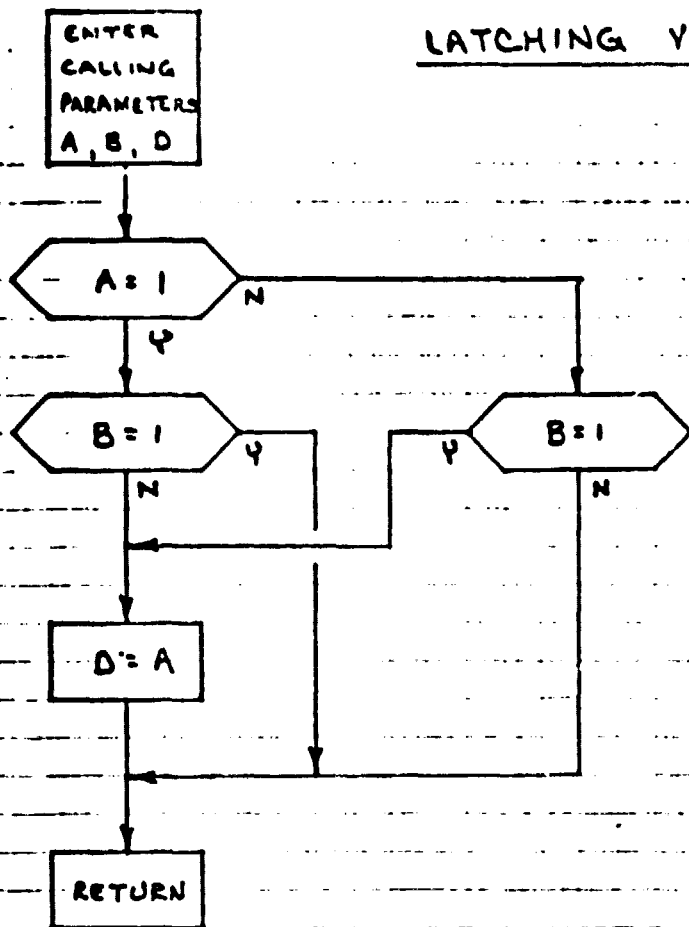 LATCHING V
ENTER
CALLING
PARAMETERS
A, B, D
A = 1
N
Y
B = 1
Y
N
B = 1
Y
N
D = A
RETURN